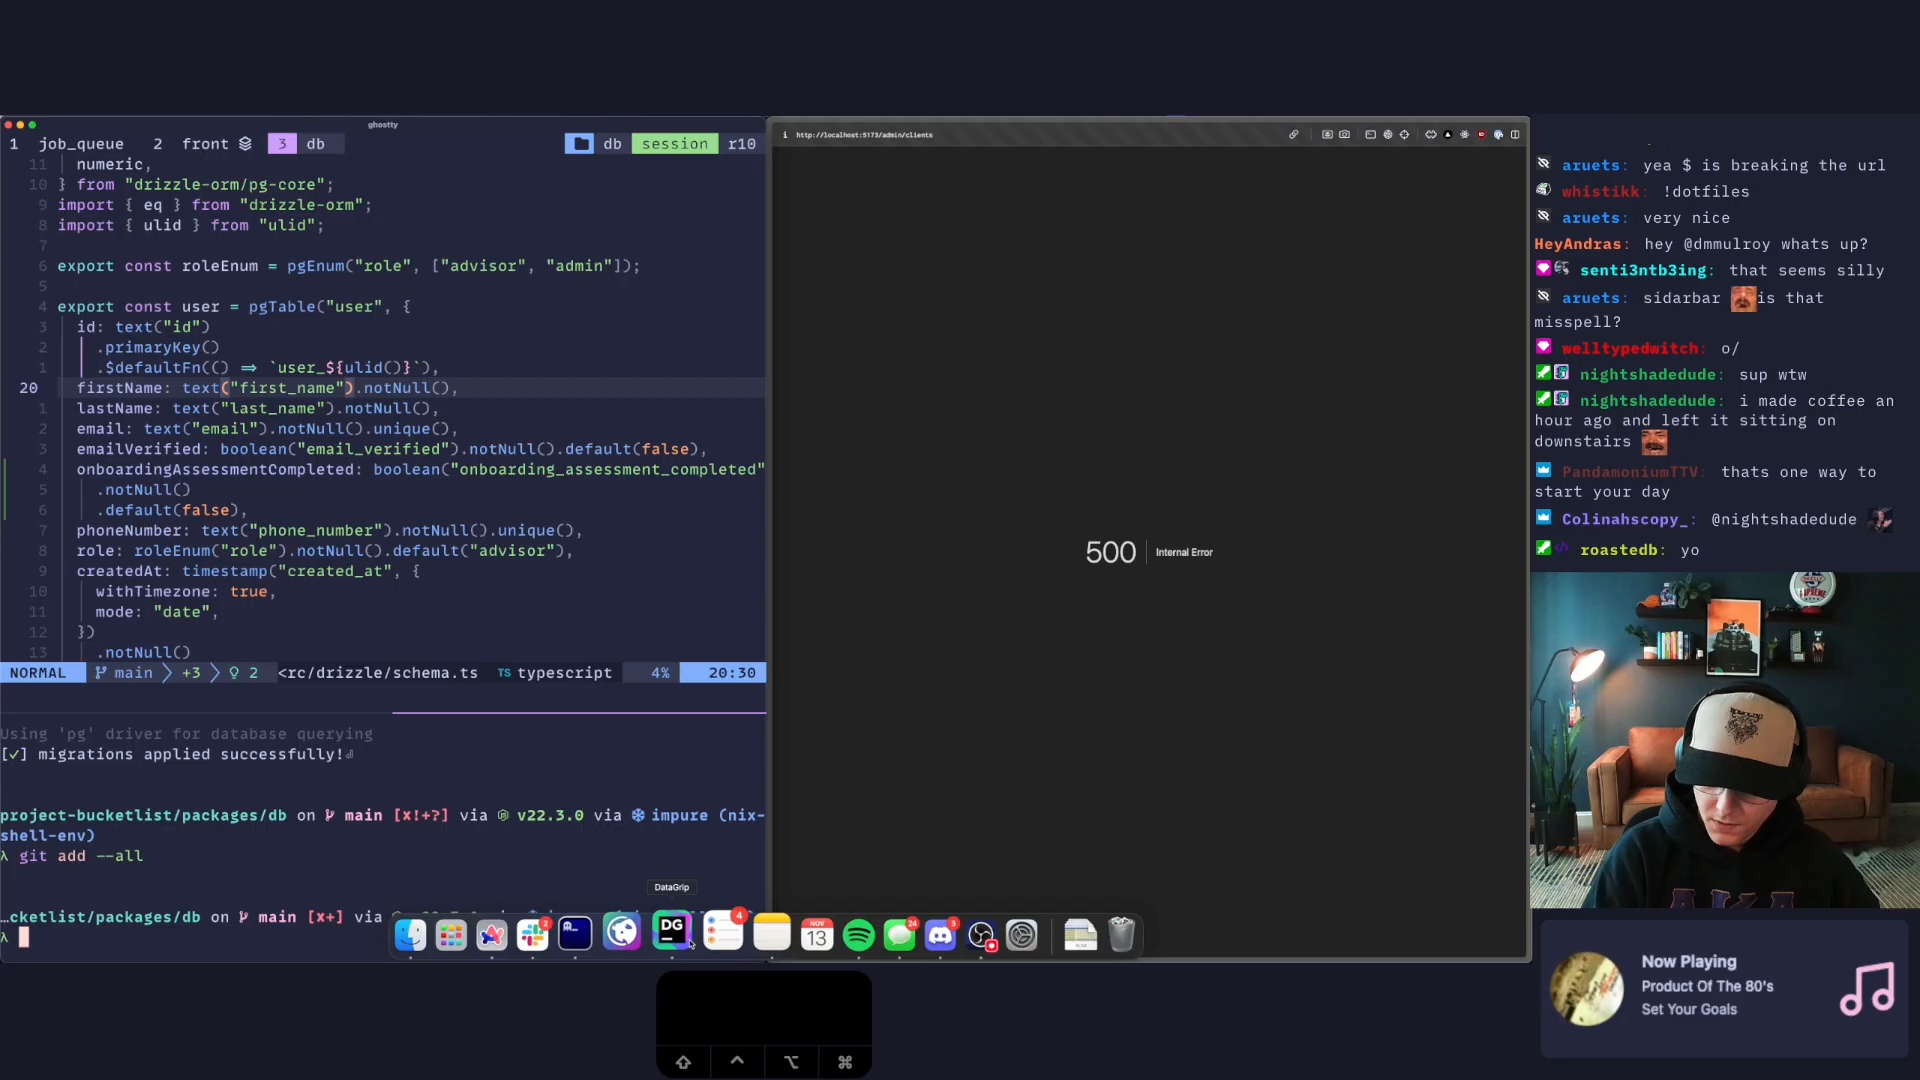 ghostty
1 job_queue 2 front 3 db
db session r10
11 numeric,
10 } from "drizzle-orm/pg-core";
9 import { eq } from "drizzle-orm";
8 import { ulid } from "ulid";
7
6 export const roleEnum = pgEnum("role", ["advisor", "admin"]);
5
4 export const user = pgTable("user", {
3 id: text("id")
2 .primaryKey()
1 .$defaultFn(() => `user_${ulid()}`),
20 firstName: text("first_name").notNull(),
1 lastName: text("last_name").notNull(),
2 email: text("email").notNull().unique(),
3 emailVerified: boolean("email_verified").notNull().default(false),
4 onboardingAssessmentCompleted: boolean("onboarding_assessment_completed"
5 .notNull()
6 .default(false),
7 phoneNumber: text("phone_number").notNull().unique(),
8 role: roleEnum("role").notNull().default("advisor"),
9 createdAt: timestamp("created_at", {
10 withTimezone: true,
11 mode: "date",
12 })
13 .notNull()
NORMAL main +3 2 <rc/drizzle/schema.ts TS typescript 4% 20:30
Using 'pg' driver for database querying
[✓] migrations applied successfully!
project-bucketlist/packages/db on main [x!+?] via v22.3.0 via impure (nix-
shell-env)
λ git add --all
…cketlist/packages/db on main [x+] via
λ
DataGrip
2
DG
4
NOV
13
24
3
http://localhost:5173/admin/clients
500 Internal Error
aruets: yea $ is breaking the url
whistikk: !dotfiles
aruets: very nice
HeyAndras: hey @dmmulroy whats up?
senti3ntb3ing: that seems silly
aruets: sidarbar is that
misspell?
welltypedwitch: o/
nightshadedude: sup wtw
nightshadedude: i made coffee an
hour ago and left it sitting on
downstairs
PandamoniumTTV: thats one way to
start your day
Colinahscopy_: @nightshadedude
roastedb: yo
Now Playing
Product Of The 80's
Set Your Goals